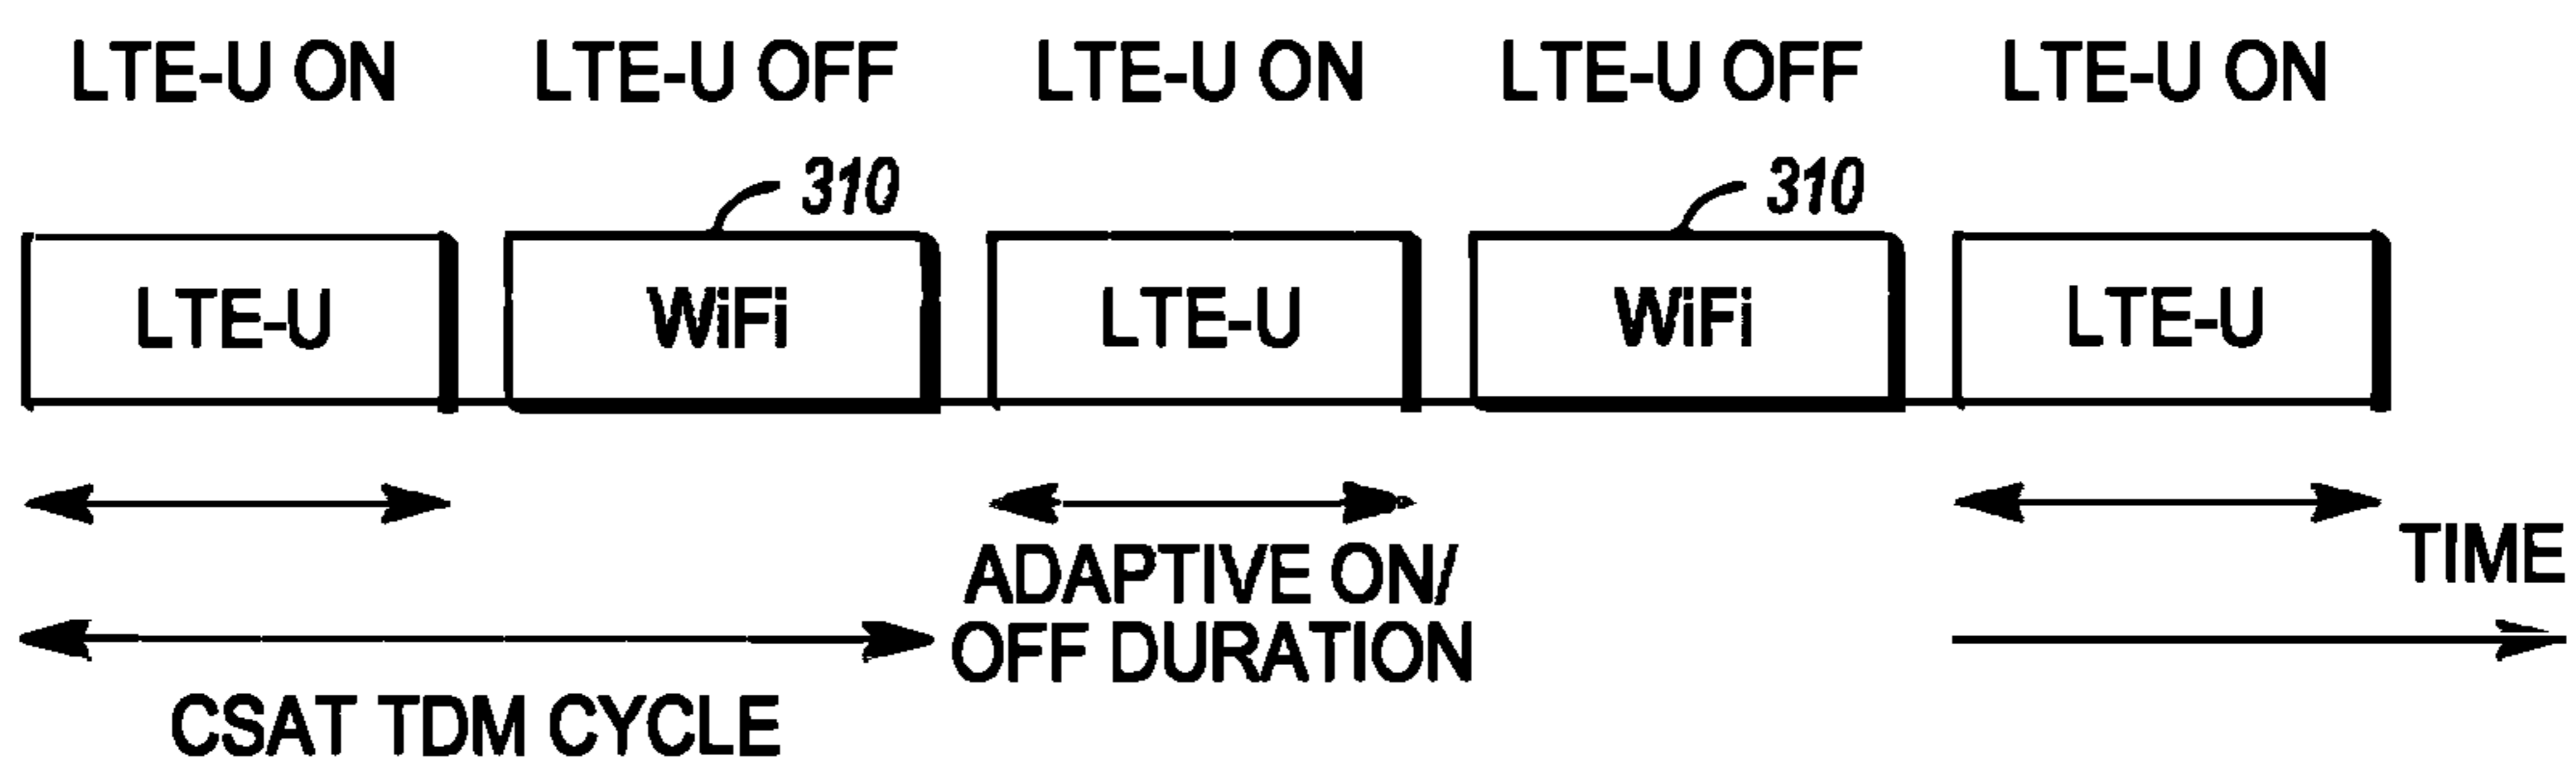 LTE-U ON LTE-U OFF LTE-U ON LTE-U OFF LTE-U ON
310 310
LTE-U WiFi LTE-U WiFi LTE-U
ADAPTIVE ON/
OFF DURATION
TIME
CSAT TDM CYCLE